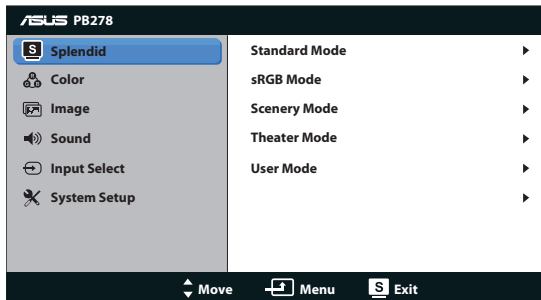 ASUS PB278
S Splendid
Color
Image
Sound
Input Select
System Setup
Standard Mode
sRGB Mode
Scenery Mode
Theater Mode
User Mode
Move Menu S Exit